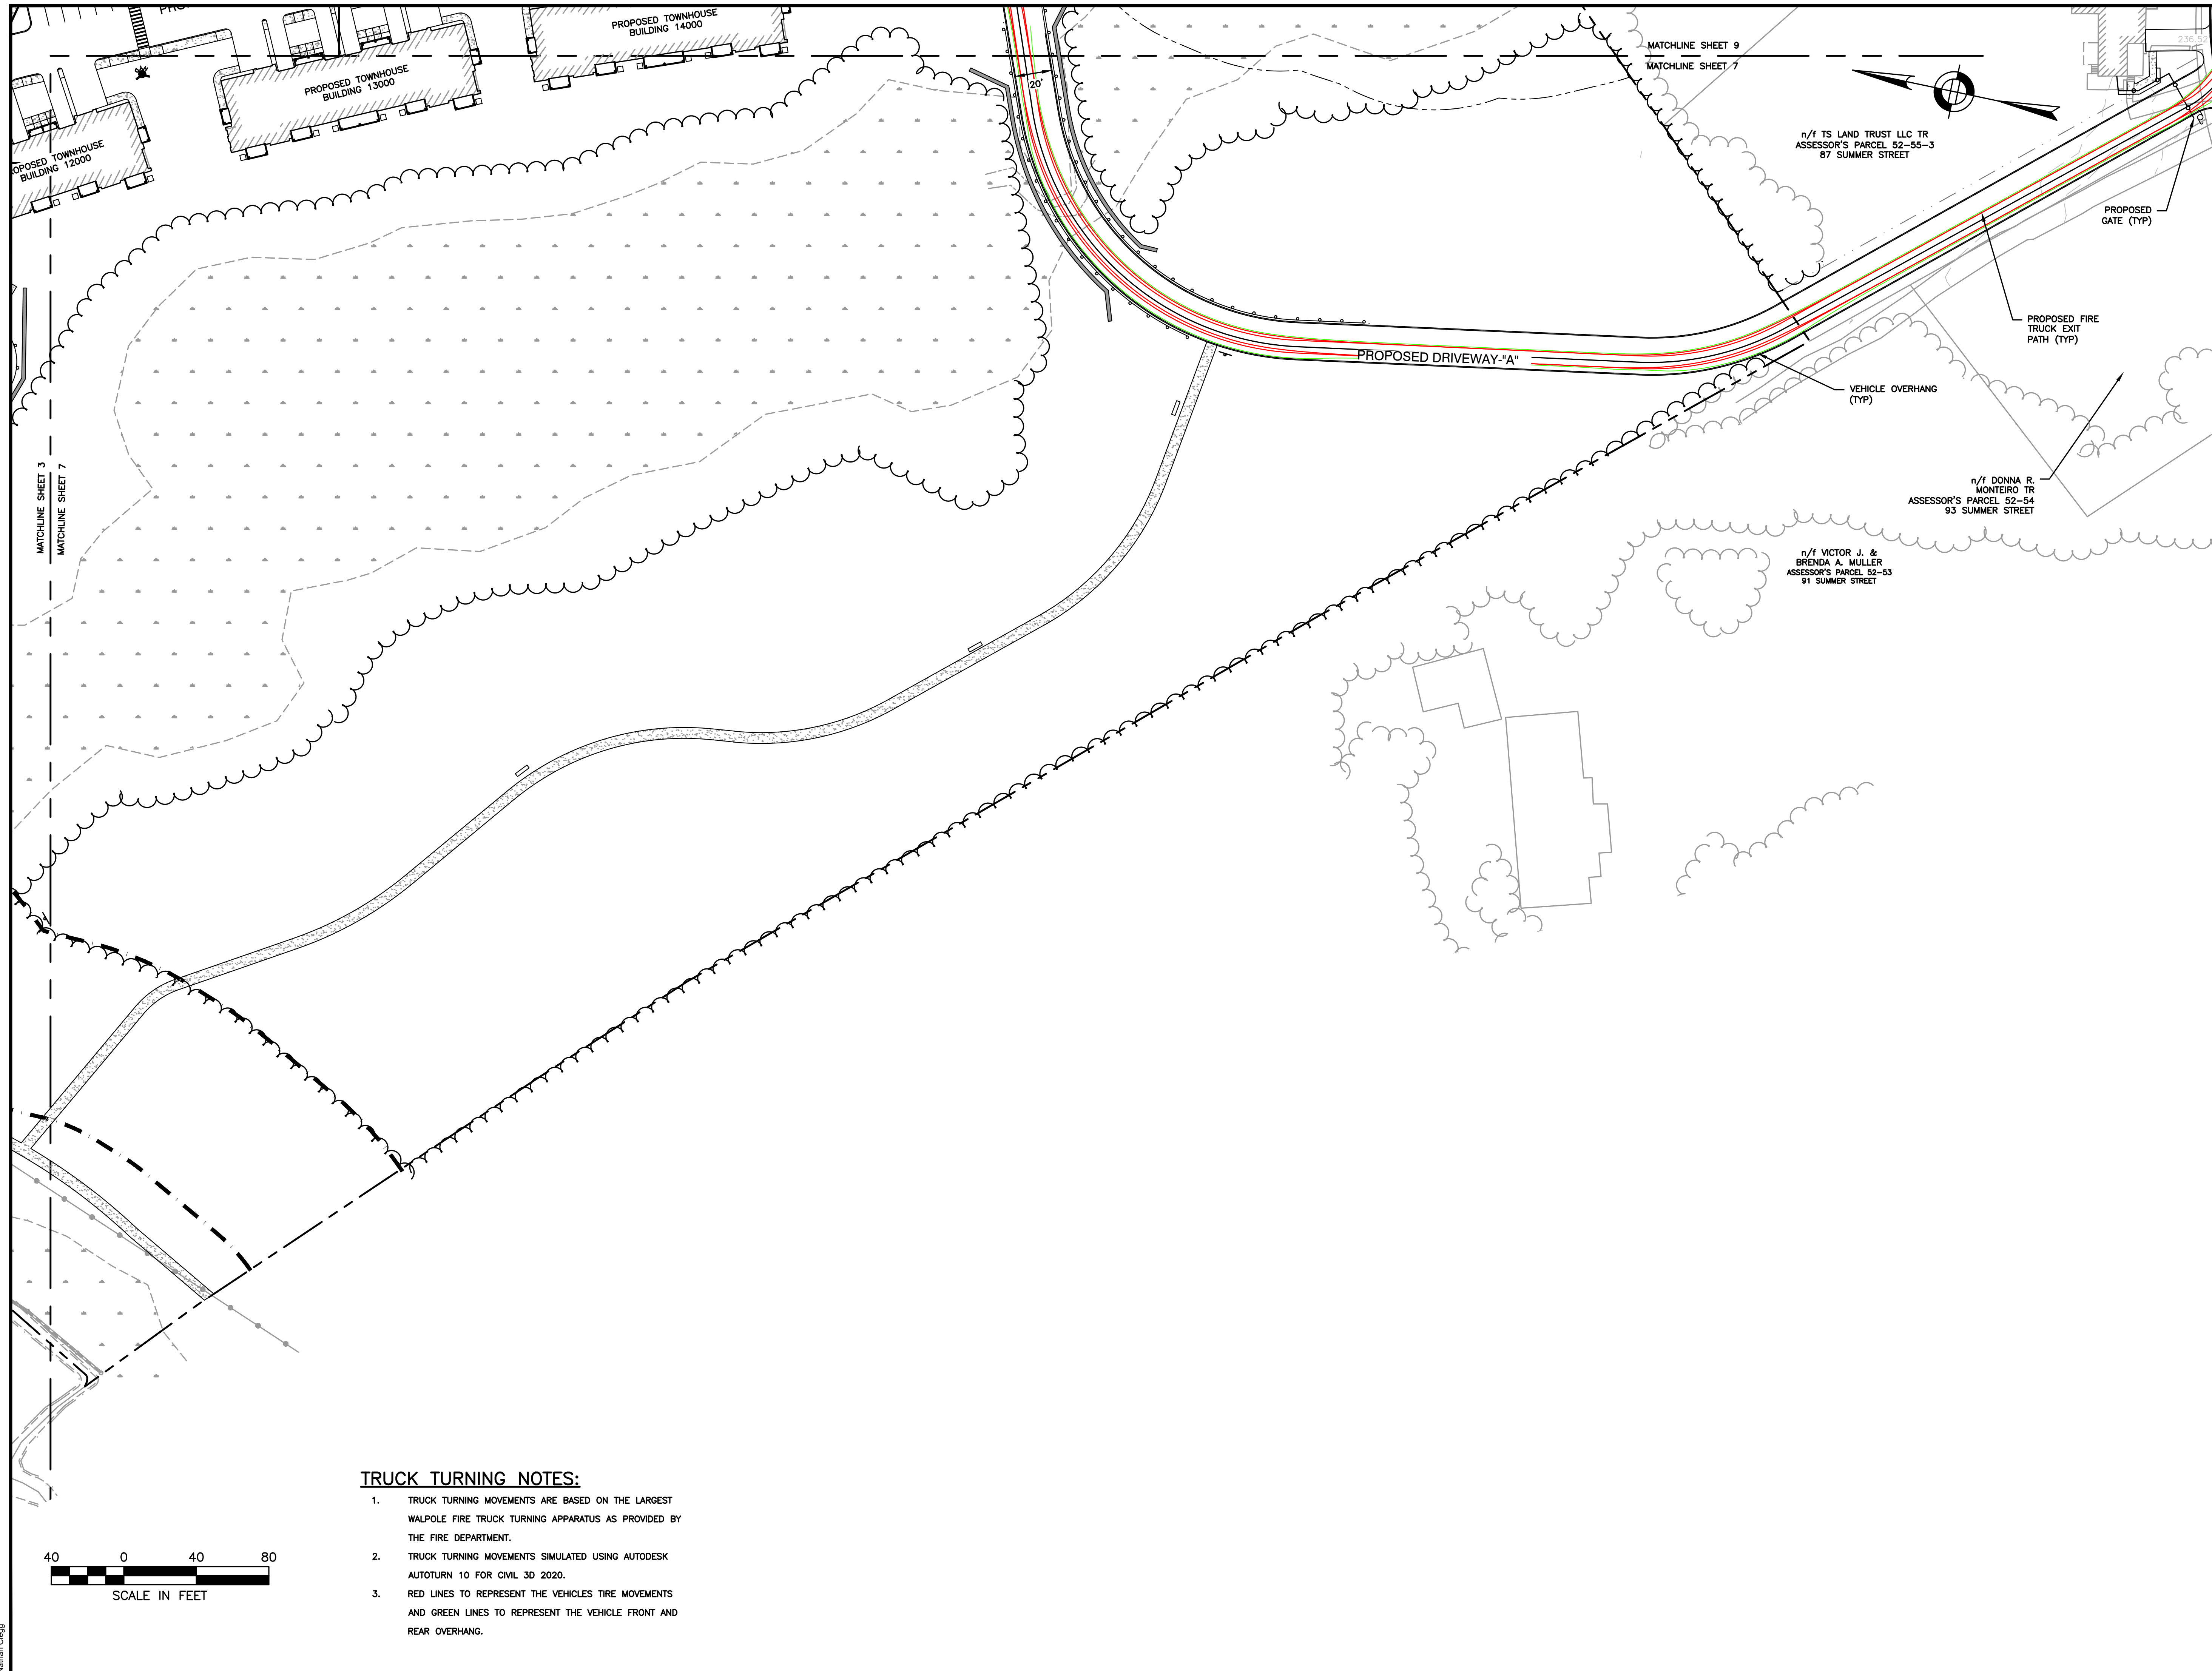 PROPOSED TOWNHOUSE
BUILDING 14000
PROPOSED TOWNHOUSE
BUILDING 13000
BUILDING 12000
TOWNHOUSE
20'
MATCHLINE SHEET 9
MATCHLINE SHEET 7
236.52
n/f TS LAND TRUST LLC TR
ASSESSOR'S PARCEL 52-55-3
87 SUMMER STREET
PROPOSED
GATE (TYP)
PROPOSED FIRE
TRUCK EXIT
PATH (TYP)
PROPOSED DRIVEWAY-"A"
VEHICLE OVERHANG
(TYP)
MATCHLINE SHEET 3
MATCHLINE SHEET 7
n/f DONNA R.
MONTEIRO TR
ASSESSOR'S PARCEL 52-54
93 SUMMER STREET
n/f VICTOR J. &
BRENDA A. MULLER
ASSESSOR'S PARCEL 52-53
91 SUMMER STREET
TRUCK TURNING NOTES:
1. TRUCK TURNING MOVEMENTS ARE BASED ON THE LARGEST
WALPOLE FIRE TRUCK TURNING APPARATUS AS PROVIDED BY
THE FIRE DEPARTMENT.
2. TRUCK TURNING MOVEMENTS SIMULATED USING AUTODESK
AUTOTURN 10 FOR CIVIL 3D 2020.
3. RED LINES TO REPRESENT THE VEHICLES TIRE MOVEMENTS
AND GREEN LINES TO REPRESENT THE VEHICLE FRONT AND
REAR OVERHANG.
40 0 40 80
SCALE IN FEET
Clegg